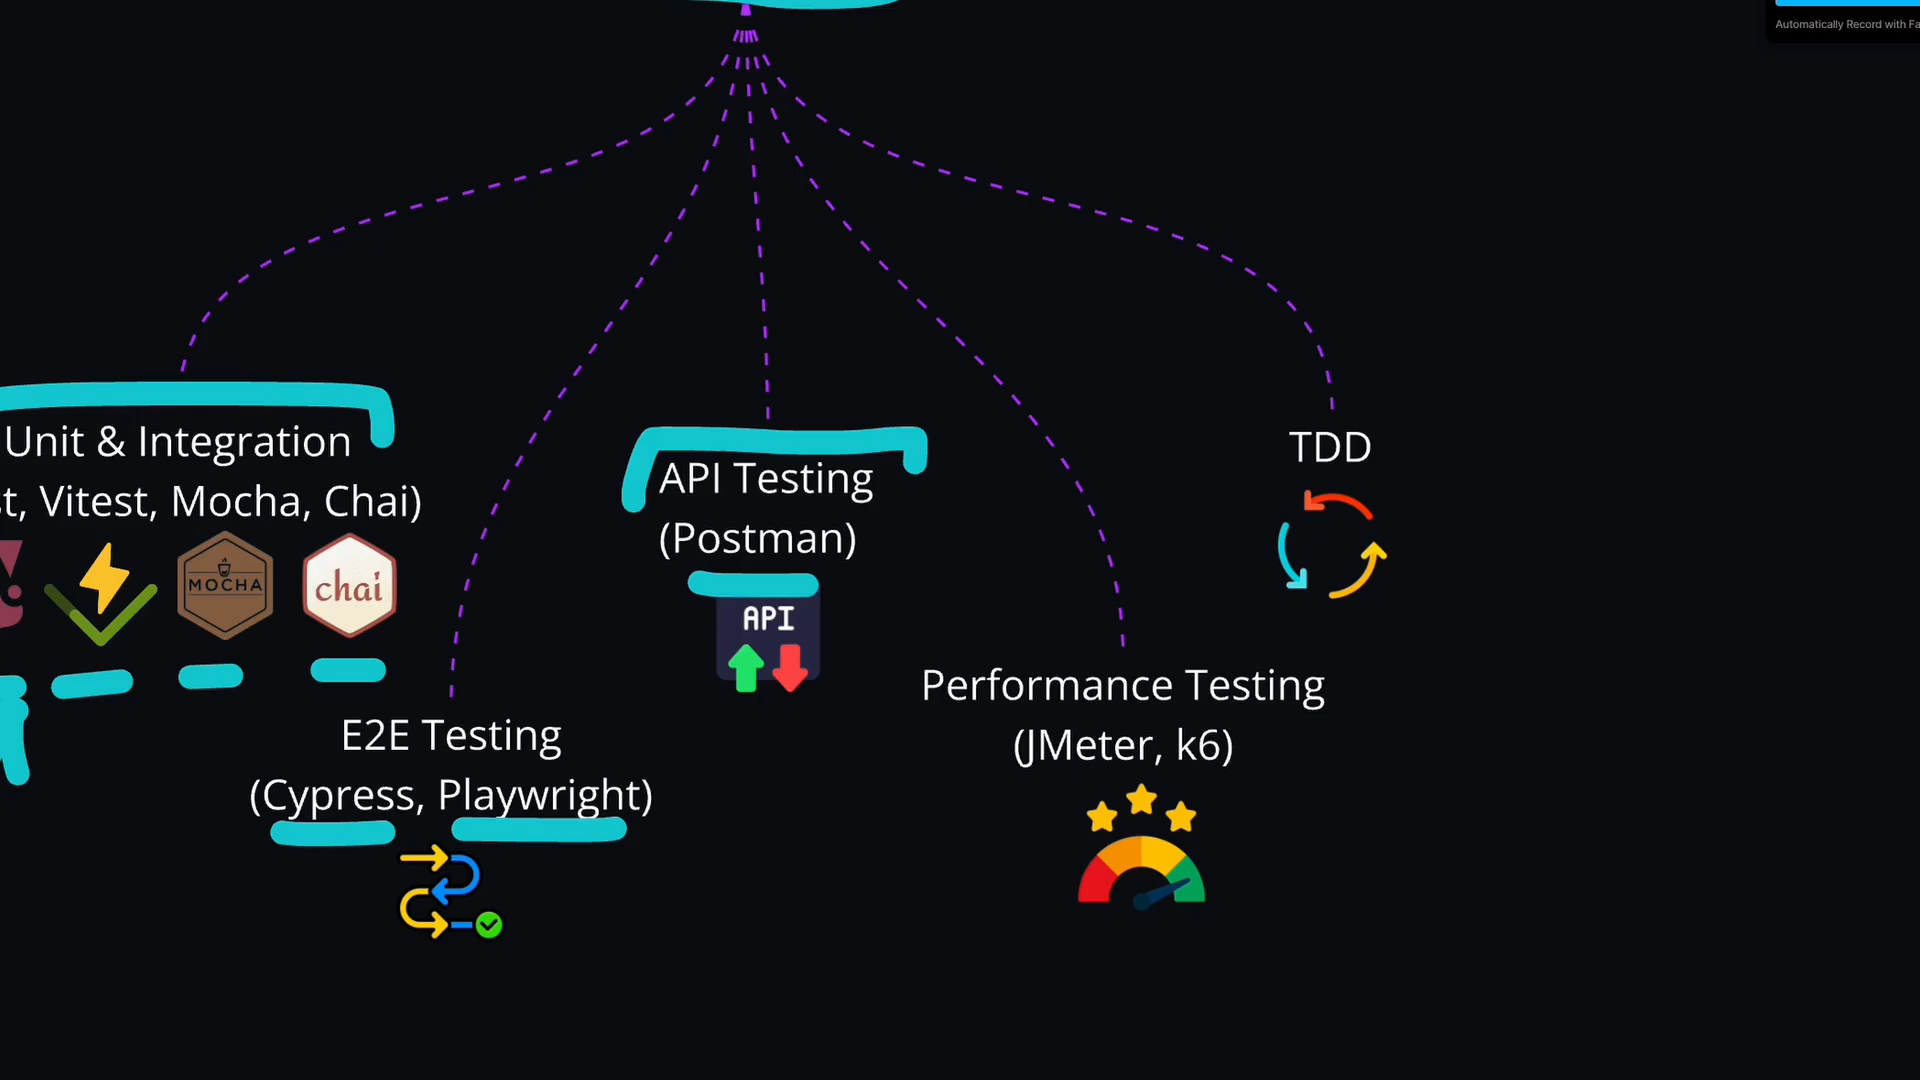 Automatically Record with Fa
Unit & Integration
st, Vitest, Mocha, Chai)
MOCHA
chai
API Testing
(Postman)
API
TDD
E2E Testing
(Cypress, Playwright)
Performance Testing
(JMeter, k6)